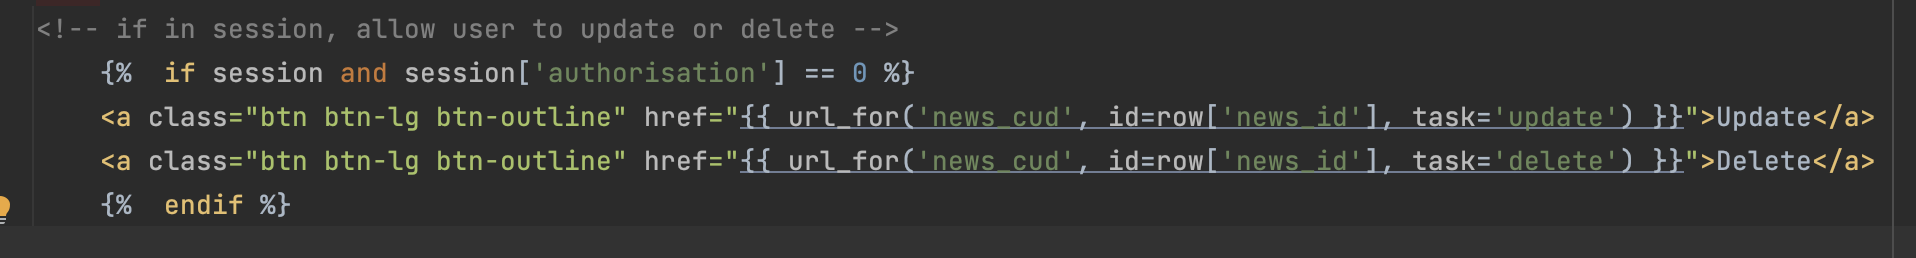 <!-- if in session, allow user to update or delete -->
{%  if session and session['authorisation'] == 0 %}
<a class="btn btn-lg btn-outline" href="{{ url_for('news_cud', id=row['news_id'], task='update') }}">Update</a>
<a class="btn btn-lg btn-outline" href="{{ url_for('news_cud', id=row['news_id'], task='delete') }}">Delete</a>
{%  endif %}